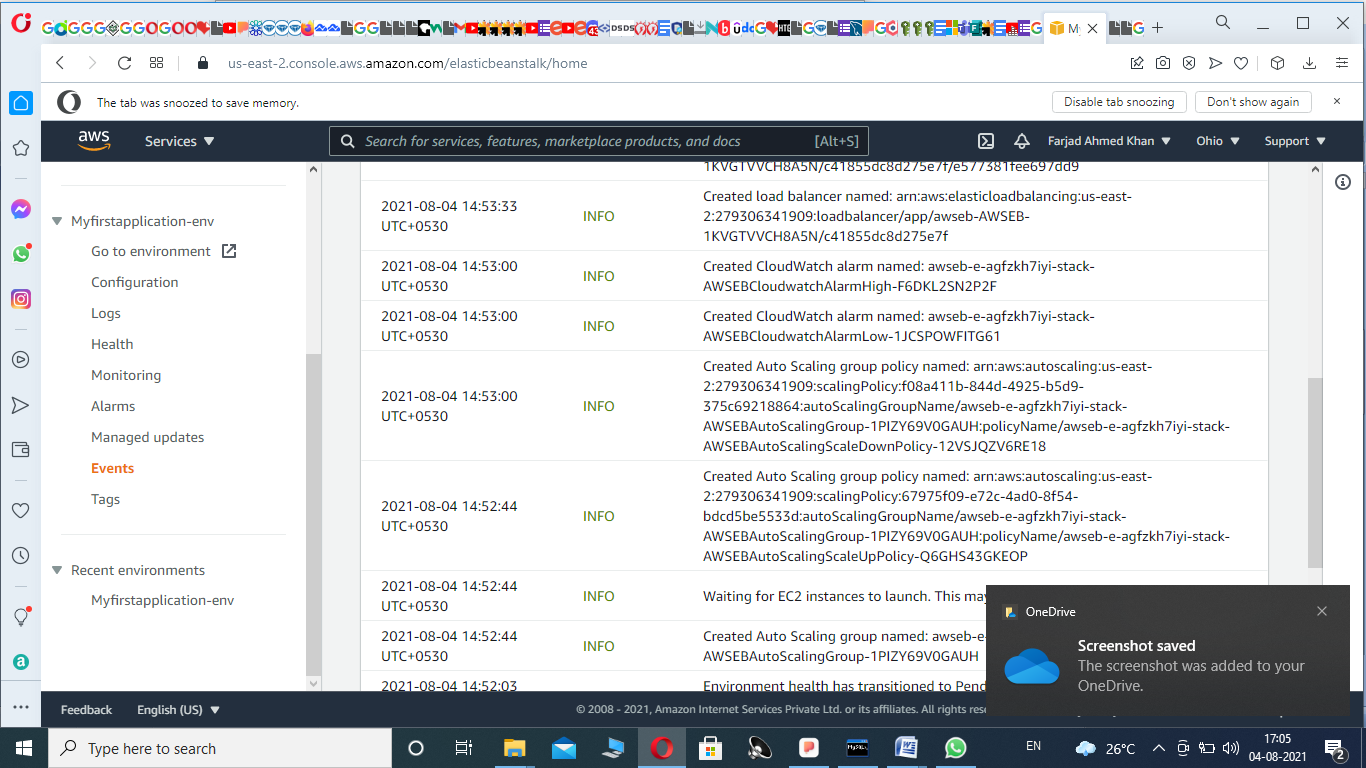 us-east-2.console.aws.amazon.com/elasticbeanstalk/home
The tab was snoozed to save memory.
Disable tab snoozing
Don't show again
aws
Services
Search for services, features, marketplace products, and docs
[Alt+S]
Farjad Ahmed Khan
Ohio
Support
Myfirstapplication-env
Go to environment
Configuration
Logs
Health
Monitoring
Alarms
Managed updates
Events
Tags
Recent environments
Myfirstapplication-env
1KVGTVVCH8A5N/c41855dc8d275e7f/e577381fee697dd9
2021-08-04 14:53:33
UTC+0530
INFO
Created load balancer named: arn:aws:elasticloadbalancing:us-east-
2:279306341909:loadbalancer/app/awseb-AWSEB-
1KVGTVVCH8A5N/c41855dc8d275e7f
2021-08-04 14:53:00
UTC+0530
INFO
Created CloudWatch alarm named: awseb-e-agfzkh7iyi-stack-
AWSEBCloudwatchAlarmHigh-F6DKL2SN2P2F
2021-08-04 14:53:00
UTC+0530
INFO
Created CloudWatch alarm named: awseb-e-agfzkh7iyi-stack-
AWSEBCloudwatchAlarmLow-1JCSPOWFITG61
2021-08-04 14:53:00
UTC+0530
INFO
Created Auto Scaling group policy named: arn:aws:autoscaling:us-east-
2:279306341909:scalingPolicy:f08a411b-844d-4925-b5d9-
375c69218864:autoScalingGroupName/awseb-e-agfzkh7iyi-stack-
AWSEBAutoScalingGroup-1PIZY69V0GAUH:policyName/awseb-e-agfzkh7iyi-stack-
AWSEBAutoScalingScaleDownPolicy-12VSJQZV6RE18
2021-08-04 14:52:44
UTC+0530
INFO
Created Auto Scaling group policy named: arn:aws:autoscaling:us-east-
2:279306341909:scalingPolicy:67975f09-e72c-4ad0-8f54-
bdcd5be5533d:autoScalingGroupName/awseb-e-agfzkh7iyi-stack-
AWSEBAutoScalingGroup-1PIZY69V0GAUH:policyName/awseb-e-agfzkh7iyi-stack-
AWSEBAutoScalingScaleUpPolicy-Q6GHS43GKEOP
2021-08-04 14:52:44
UTC+0530
INFO
Waiting for EC2 instances to launch. This may
2021-08-04 14:52:44
UTC+0530
INFO
Created Auto Scaling group named: awseb-e-
AWSEBAutoScalingGroup-1PIZY69V0GAUH
2021-08-04 14:52:03
Environment health has transitioned to Pend
OneDrive
Screenshot saved
The screenshot was added to your
OneDrive.
Feedback
English (US)
© 2008 - 2021, Amazon Internet Services Private Ltd. or its affiliates. All rights rese
Type here to search
EN
26°C
17:05
04-08-2021
2